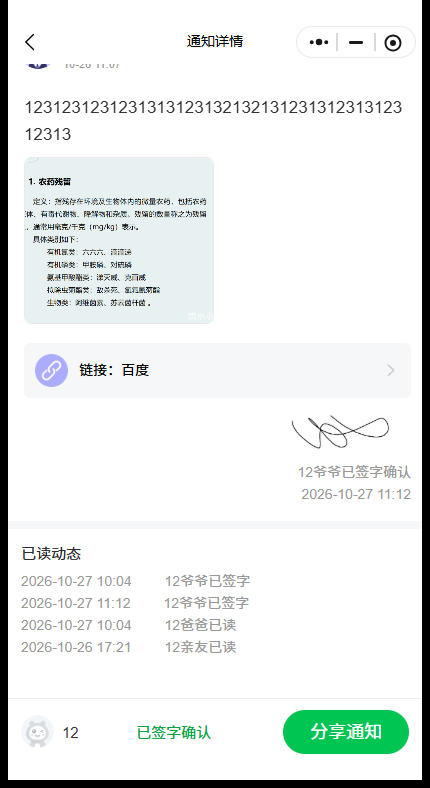 通知详情
10-26 11:07
12312312312313131231321321312313123131 23
12313
1. 农药残留
定义：指残存在环境及生物体内的微量农药，包括农药
体、有毒代谢物、降解物和杂质。残留的数量称之为残留
，通常用毫克/千克（mg/kg）表示。
具体类别如下：
有机氯类：六六六、滴滴涕
有机磷类：甲胺磷、对硫磷
氨基甲酸酯类：涕灭威、克百威
拟除虫菊酯类：敌杀死、氰戊氰菊酯
生物类：阿维菌素、苏云菌杆菌。
链接：百度
12爷爷已签字确认
2026-10-27 11:12
已读动态
2026-10-27 10:04 12爷爷已签字
2026-10-27 11:12 12爷爷已签字
2026-10-27 10:04 12爸爸已读
2026-10-26 17:21 12亲友已读
12 已签字确认 分享通知